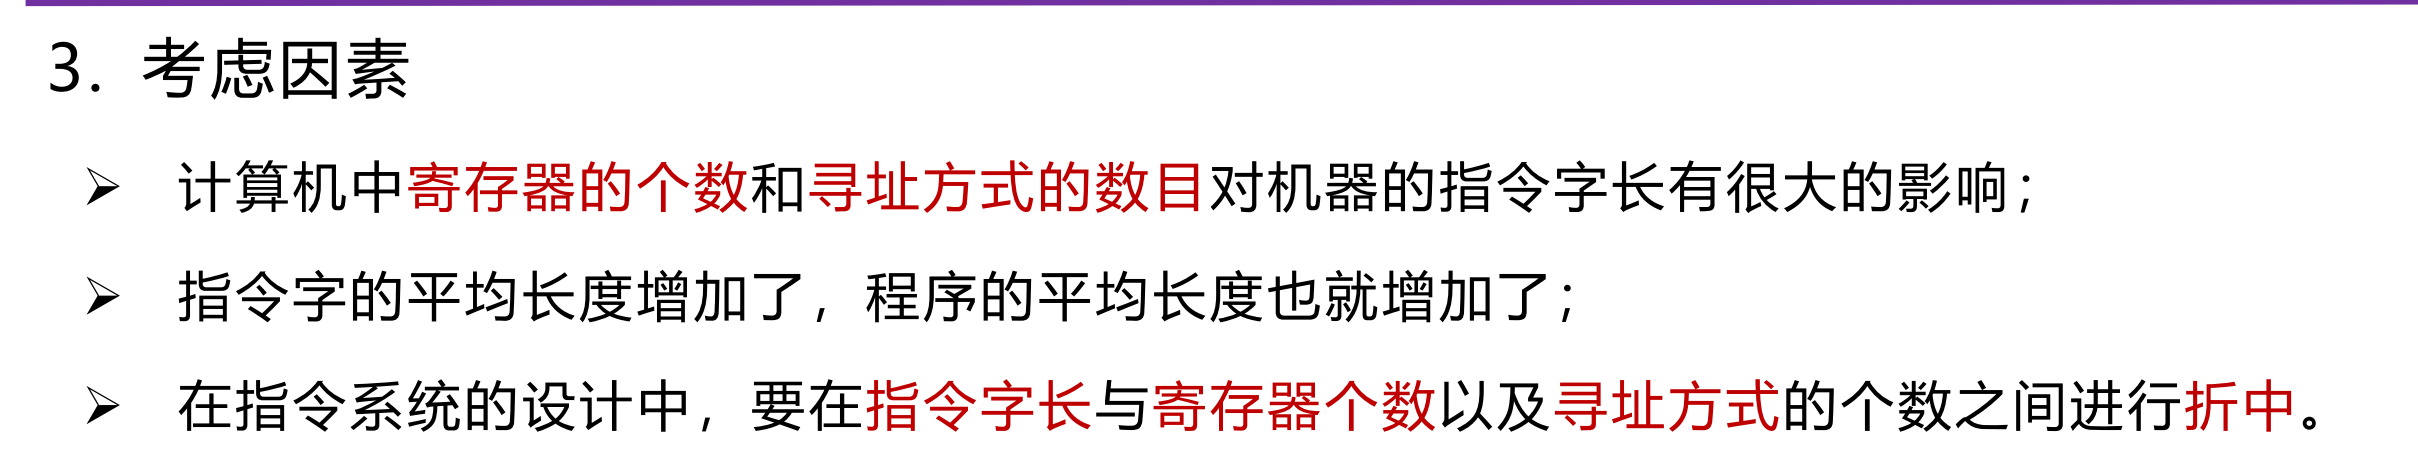 3. 考虑因素
➢ 计算机中寄存器的个数和寻址方式的数目对机器的指令字长有很大的影响；
➢ 指令字的平均长度增加了，程序的平均长度也就增加了；
➢ 在指令系统的设计中，要在指令字长与寄存器个数以及寻址方式的个数之间进行折中。